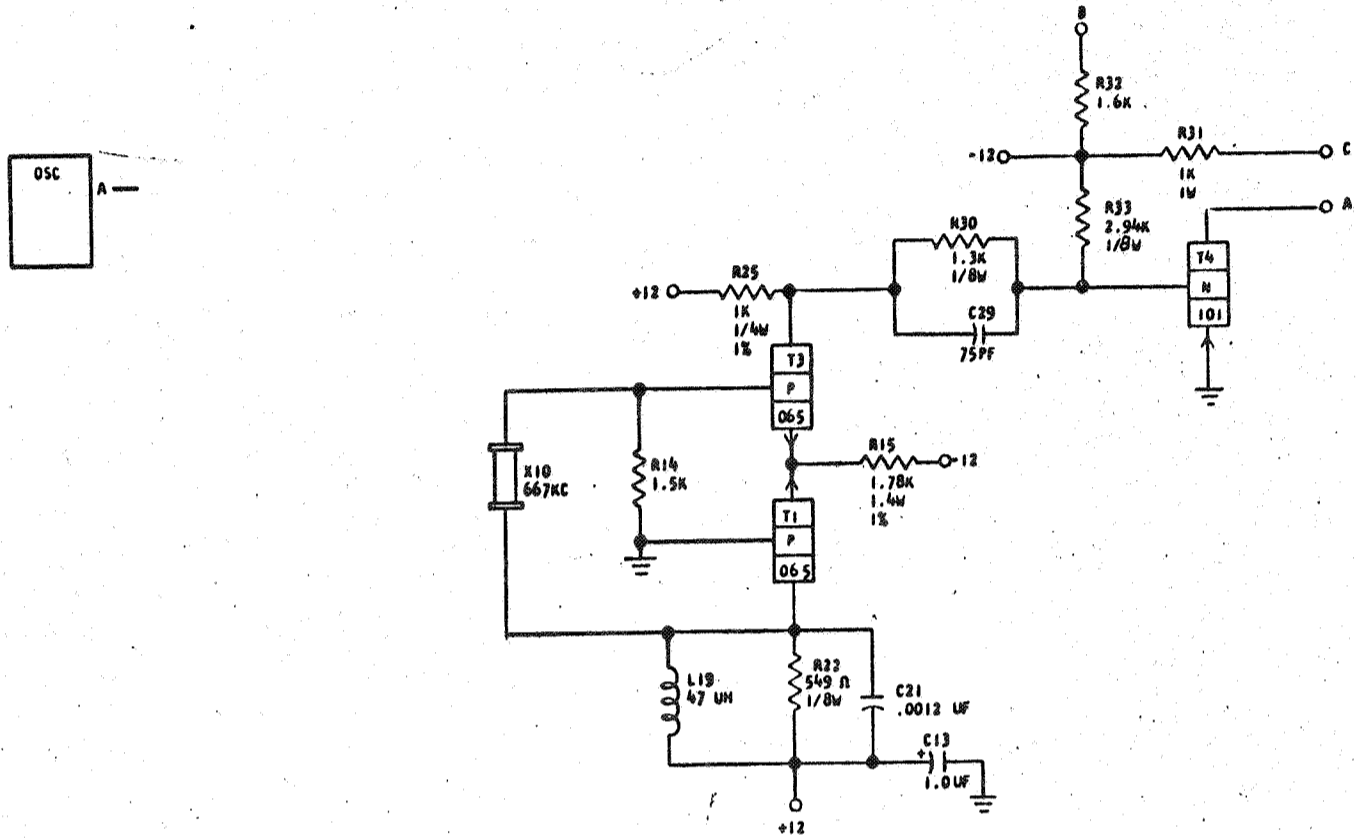 B
R32
1.6K
R31
-12
C
1K
1W
OSC
A
R33
2.94K
1/8W
A
R30
1.3K
1/8W
T4
N
101
R25
+12
1K
1/4W
1%
C29
75PF
T3
P
065
R15
-12
1.78K
1.4W
1%
X10
667KC
R14
1.5K
T1
P
065
L19
47 UH
R22
549 Ω
1/8W
C21
.0012 UF
C13
+
1.0UF
+12